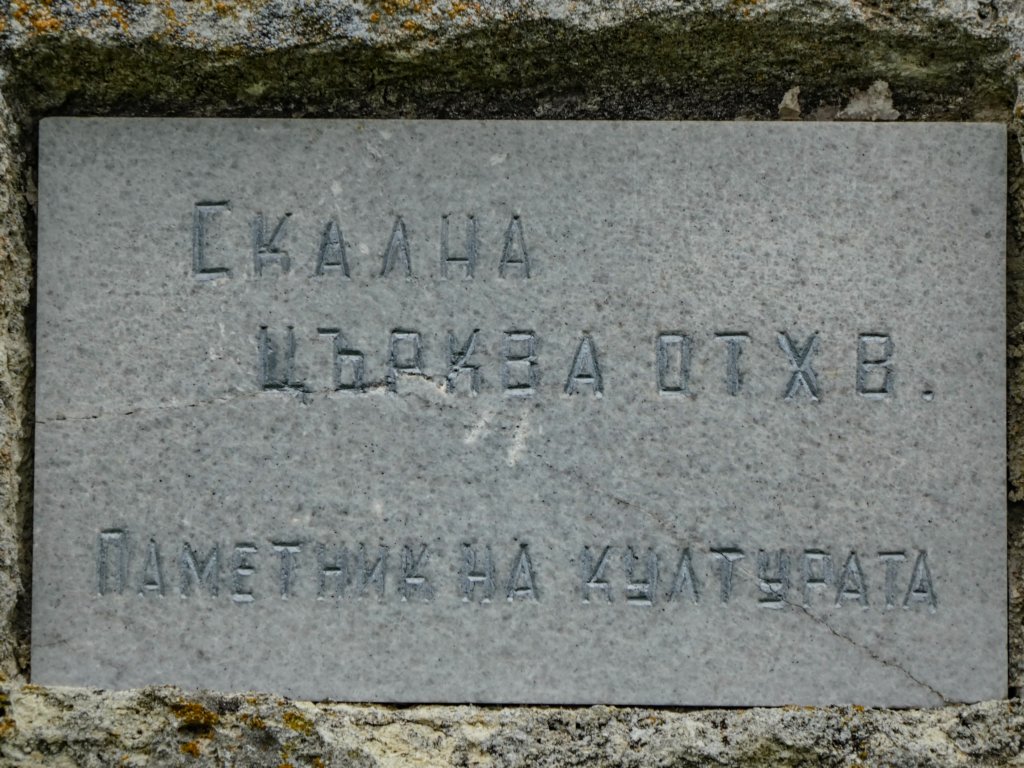 Скална
църква от X в.
Паметник на културата